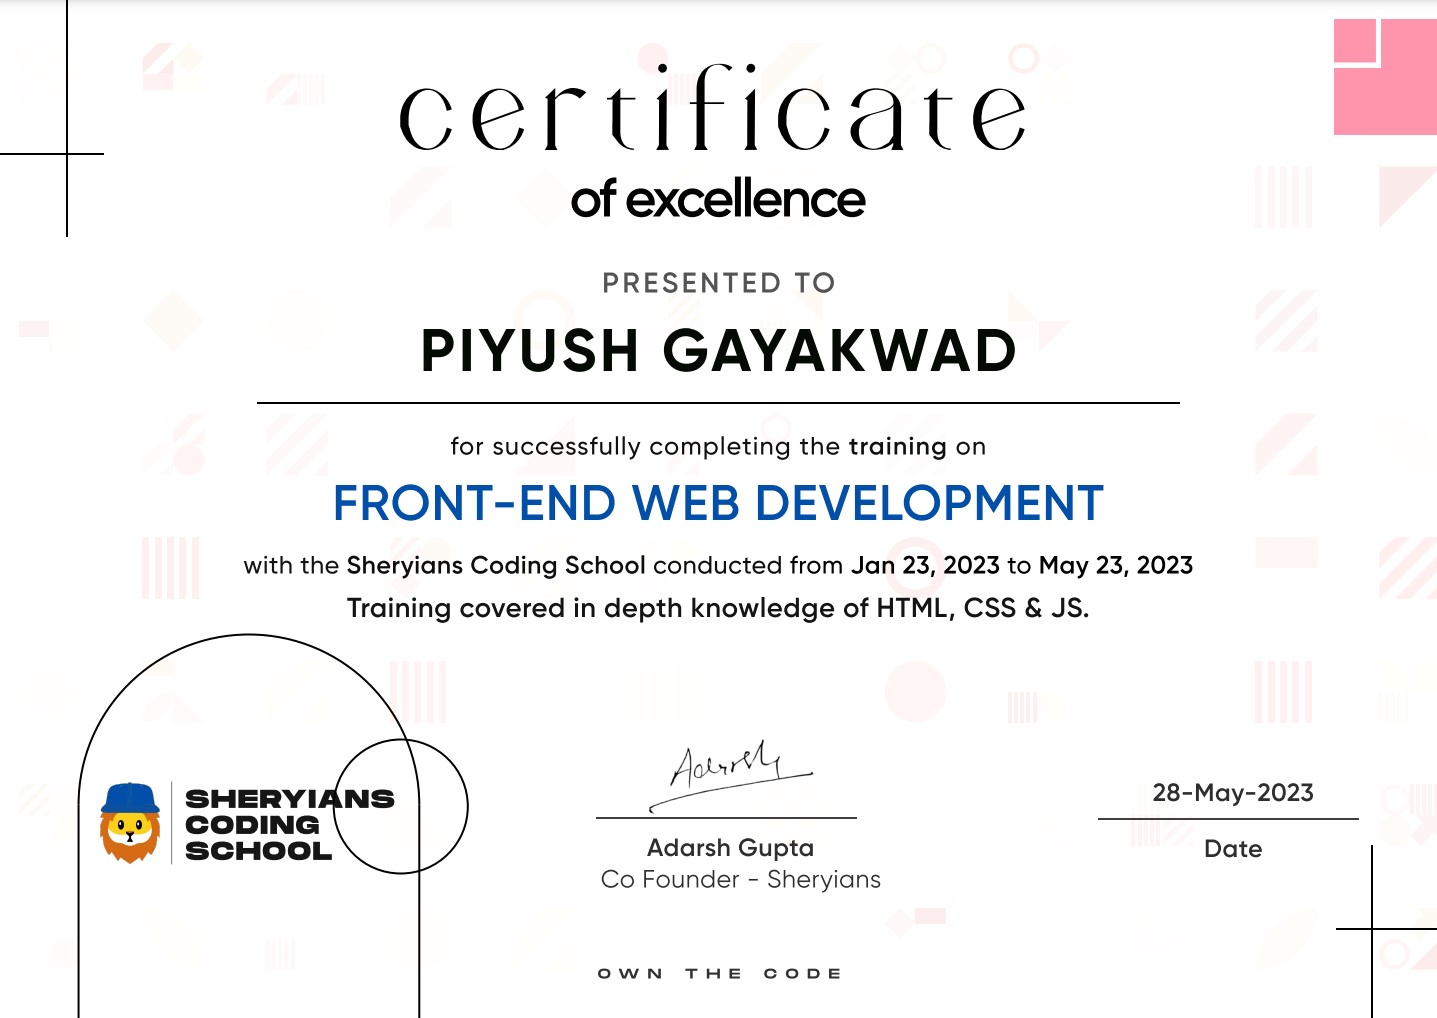 certificate
of excellence
PRESENTED TO
PIYUSH GAYAKWAD
for successfully completing the training on
FRONT-END WEB DEVELOPMENT
with the Sheryians Coding School conducted from Jan 23, 2023 to May 23, 2023
Training covered in depth knowledge of HTML, CSS & JS.
SHERYIANS
CODING
SCHOOL
Adarsh
Adarsh Gupta
Co Founder - Sheryians
28-May-2023
Date
OWN THE CODE